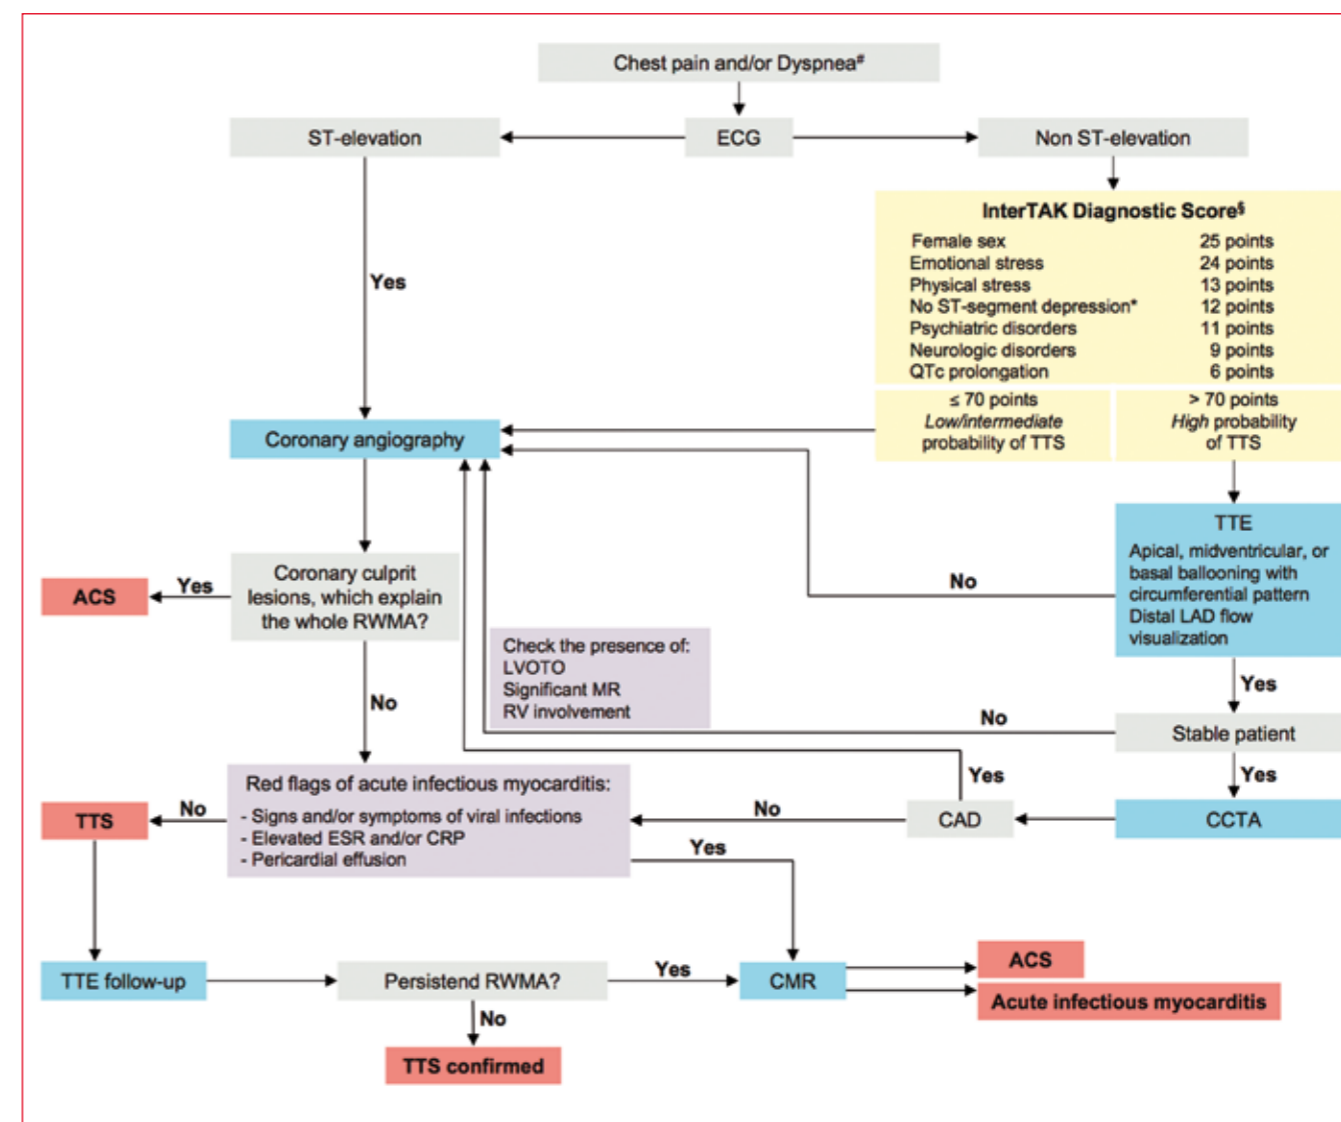 Chest pain and/or Dyspnea#
ST-elevation
ECG
Non ST-elevation
InterTAK Diagnostic Score§
Female sex 25 points
Emotional stress 24 points
Physical stress 13 points
No ST-segment depression* 12 points
Psychiatric disorders 11 points
Neurologic disorders 9 points
QTc prolongation 6 points
≤ 70 points
Low/intermediate
probability of TTS
> 70 points
High probability
of TTS
Yes
Coronary angiography
TTE
Apical, midventricular, or
basal ballooning with
circumferential pattern
Distal LAD flow
visualization
No
ACS
Yes
Coronary culprit
lesions, which explain
the whole RWMA?
Check the presence of:
LVOTO
Significant MR
RV involvement
Yes
No
No
Stable patient
Yes
Yes
Red flags of acute infectious myocarditis:
- Signs and/or symptoms of viral infections
- Elevated ESR and/or CRP
- Pericardial effusion
TTS
No
No
CAD
CCTA
Yes
TTE follow-up
Persistend RWMA?
Yes
CMR
ACS
Acute infectious myocarditis
No
TTS confirmed